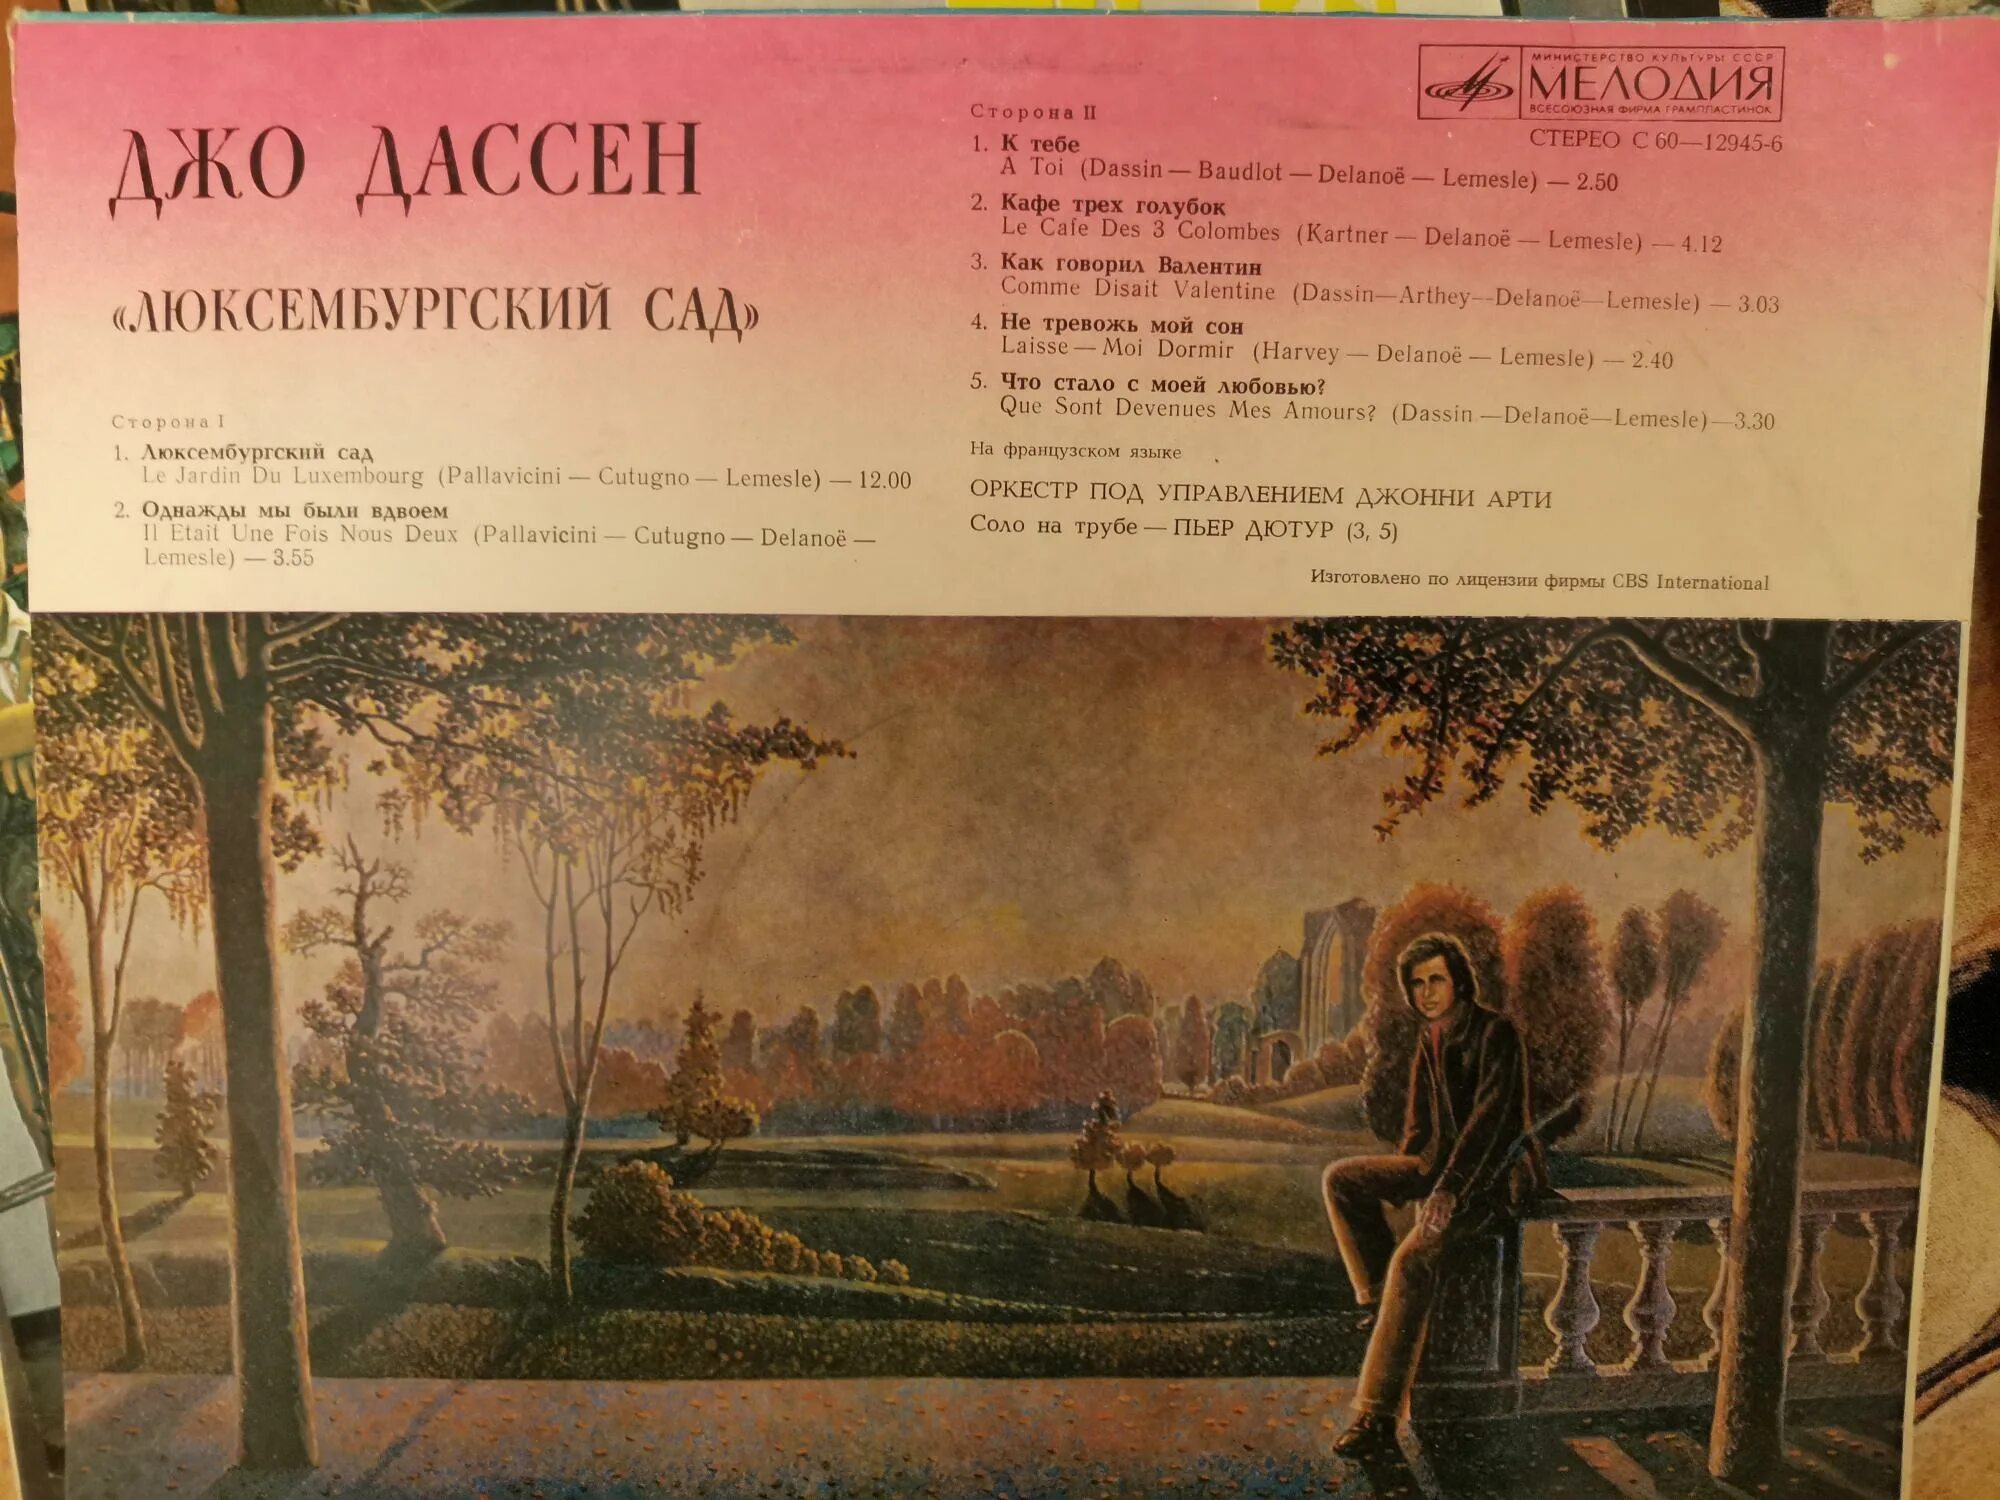 ДЖО ДАССЕН
«ЛЮКСЕМБУРГСКИЙ САД»
Сторона I
1. Люксембургский сад
Le Jardin Du Luxembourg (Pallavicini — Cutugno — Lemesle) — 12.00
2. Однажды мы были вдвоем
Il Etait Une Fois Nous Deux (Pallavicini — Cutugno — Delanoë —
Lemesle) — 3.55
МИНИСТЕРСТВО КУЛЬТУРЫ СССР
МЕЛОДИЯ
ВСЕСОЮЗНАЯ ФИРМА ГРАМПЛАСТИНОК
СТЕРЕО С 60—12945-6
Сторона II
1. К тебе
A Toi (Dassin — Baudlot — Delanoë — Lemesle) — 2.50
2. Кафе трех голубок
Le Cafe Des 3 Colombes (Kartner — Delanoë — Lemesle) — 4.12
3. Как говорил Валентин
Comme Disait Valentine (Dassin—Arthey--Delanoë—Lemesle) — 3.03
4. Не тревожь мой сон
Laisse — Moi Dormir (Harvey — Delanoë — Lemesle) — 2.40
5. Что стало с моей любовью?
Que Sont Devenues Mes Amours? (Dassin —Delanoë—Lemesle)—3.30
На французском языке
ОРКЕСТР ПОД УПРАВЛЕНИЕМ ДЖОННИ АРТИ
Соло на трубе — ПЬЕР ДЮТУР (3, 5)
Изготовлено по лицензии фирмы CBS International